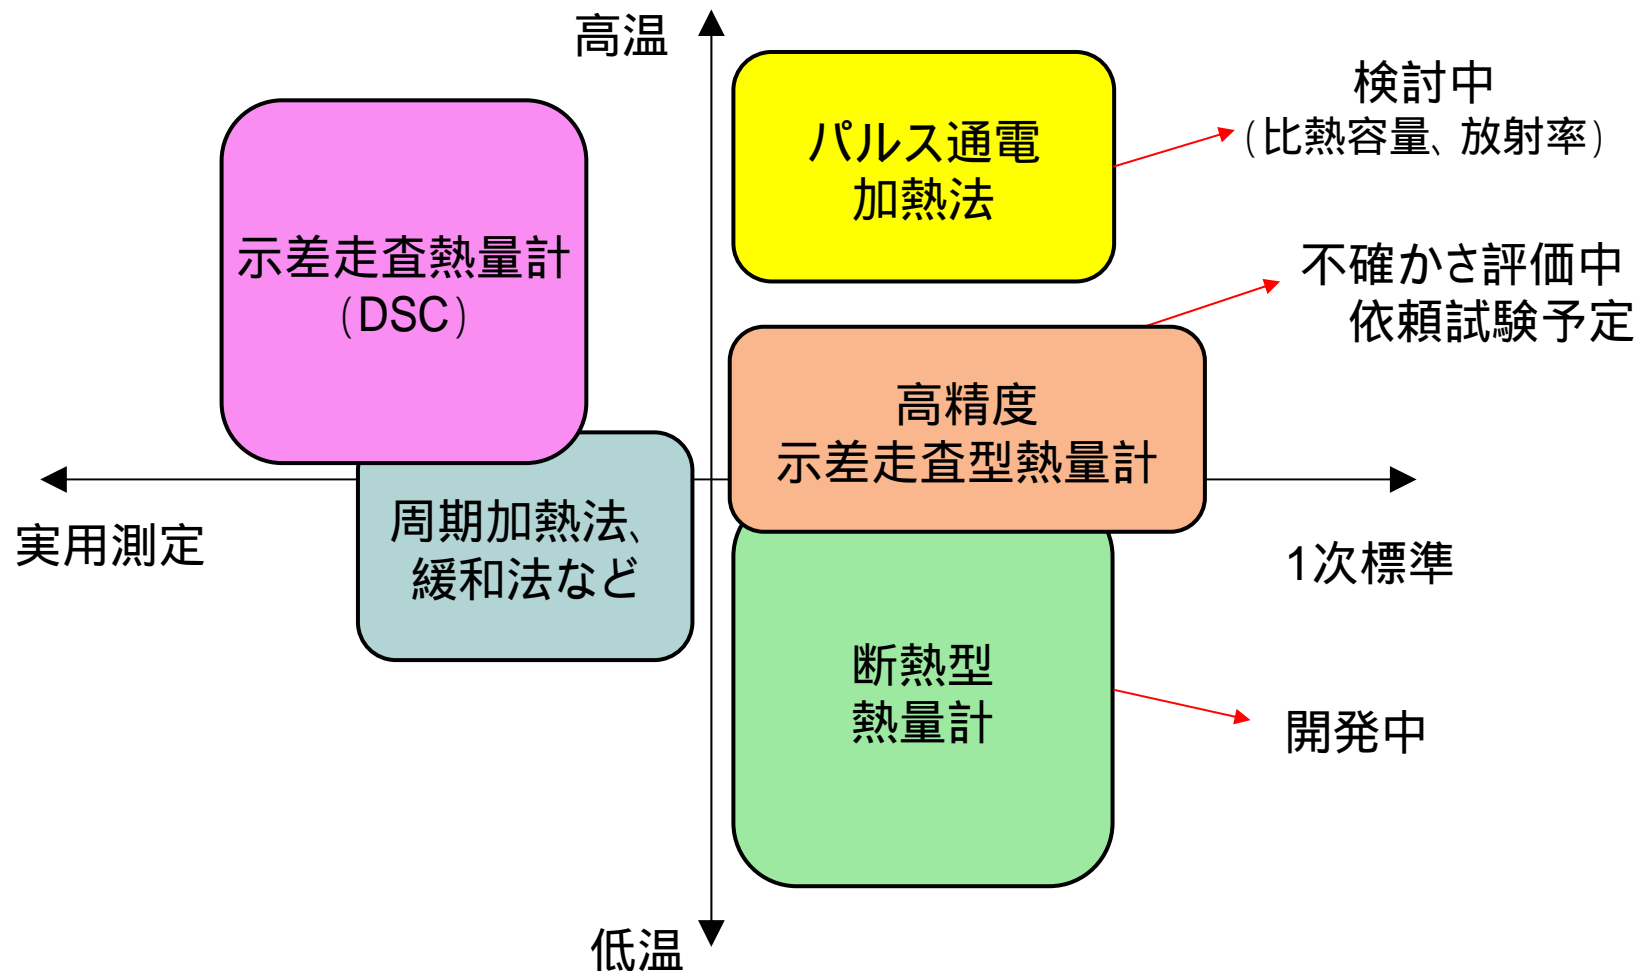 高温
パルス通電
加熱法
検討中
（比熱容量、放射率）
示差走査熱量計
（DSC）
不確かさ評価中
依頼試験予定
高精度
示差走査型熱量計
周期加熱法、
緩和法など
実用測定
1次標準
断熱型
熱量計
開発中
低温